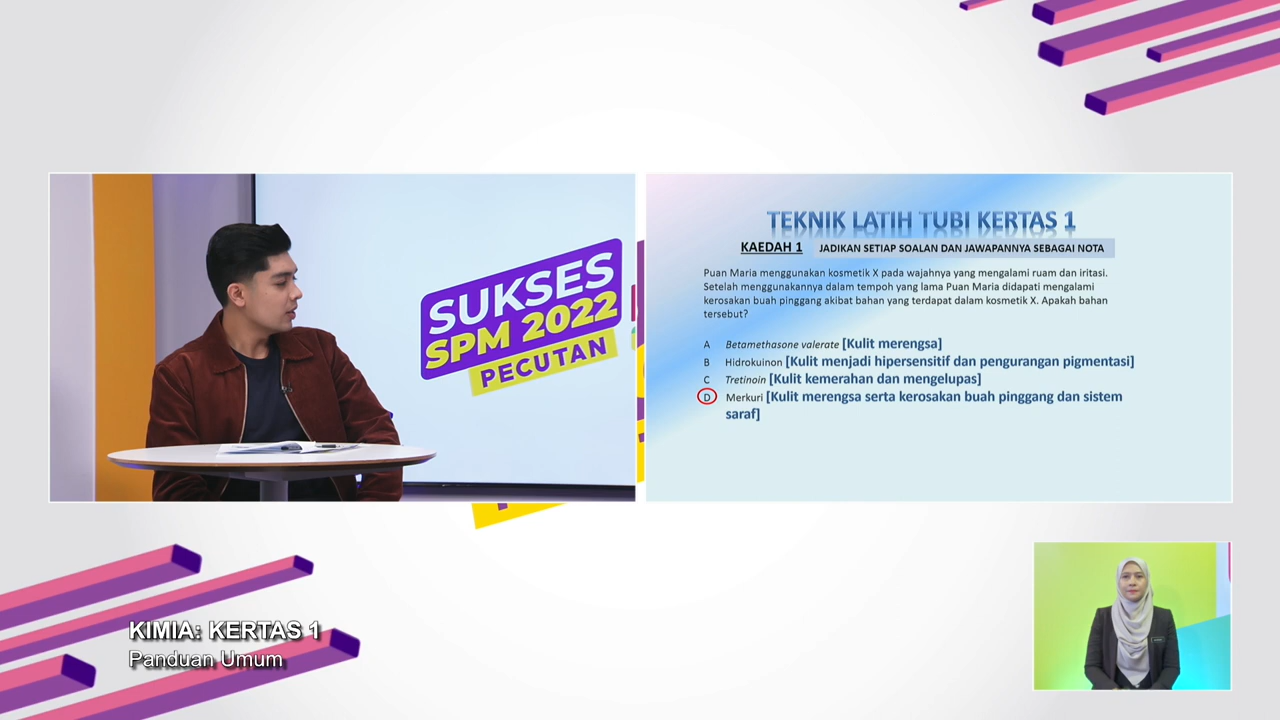 SUKSES
SPM 2022
PECUTAN
TEKNIK LATIH TUBI KERTAS 1
KAEDAH 1 JADIKAN SETIAP SOALAN DAN JAWAPANNYA SEBAGAI NOTA
Puan Maria menggunakan kosmetik X pada wajahnya yang mengalami ruam dan iritasi.
Setelah menggunakannya dalam tempoh yang lama Puan Maria didapati mengalami
kerosakan buah pinggang akibat bahan yang terdapat dalam kosmetik X. Apakah bahan
tersebut?
A Betamethasone valerate [Kulit merengsa]
B Hidrokuinon [Kulit menjadi hipersensitif dan pengurangan pigmentasi]
C Tretinoin [Kulit kemerahan dan mengelupas]
D Merkuri [Kulit merengsa serta kerosakan buah pinggang dan sistem
saraf]
KIMIA: KERTAS 1
Panduan Umum